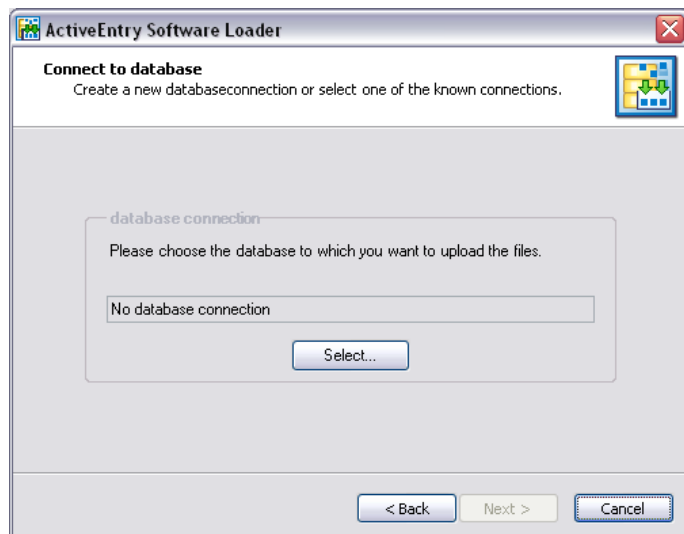 ActiveEntry Software Loader
Connect to database
Create a new databaseconnection or select one of the known connections.
database connection
Please choose the database to which you want to upload the files.
No database connection
Select...
< Back
Next >
Cancel